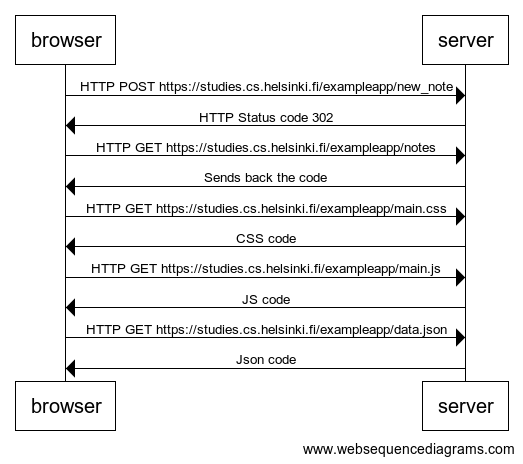 browser server
HTTP POST https://studies.cs.helsinki.fi/exampleapp/new_note
HTTP Status code 302
HTTP GET https://studies.cs.helsinki.fi/exampleapp/notes
Sends back the code
HTTP GET https://studies.cs.helsinki.fi/exampleapp/main.css
CSS code
HTTP GET https://studies.cs.helsinki.fi/exampleapp/main.js
JS code
HTTP GET https://studies.cs.helsinki.fi/exampleapp/data.json
Json code
browser server
www.websequencediagrams.com